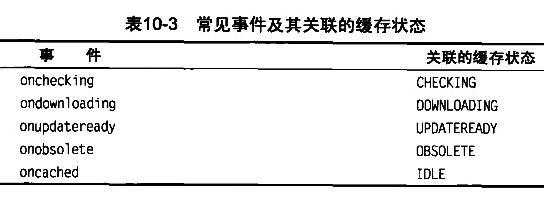 表10-3 常见事件及其关联的缓存状态
事 件 关联的缓存状态
onchecking CHECKING
ondownloading DOWNLOADING
onupdateready UPDATEREADY
onobsolete OBSOLETE
oncached IDLE